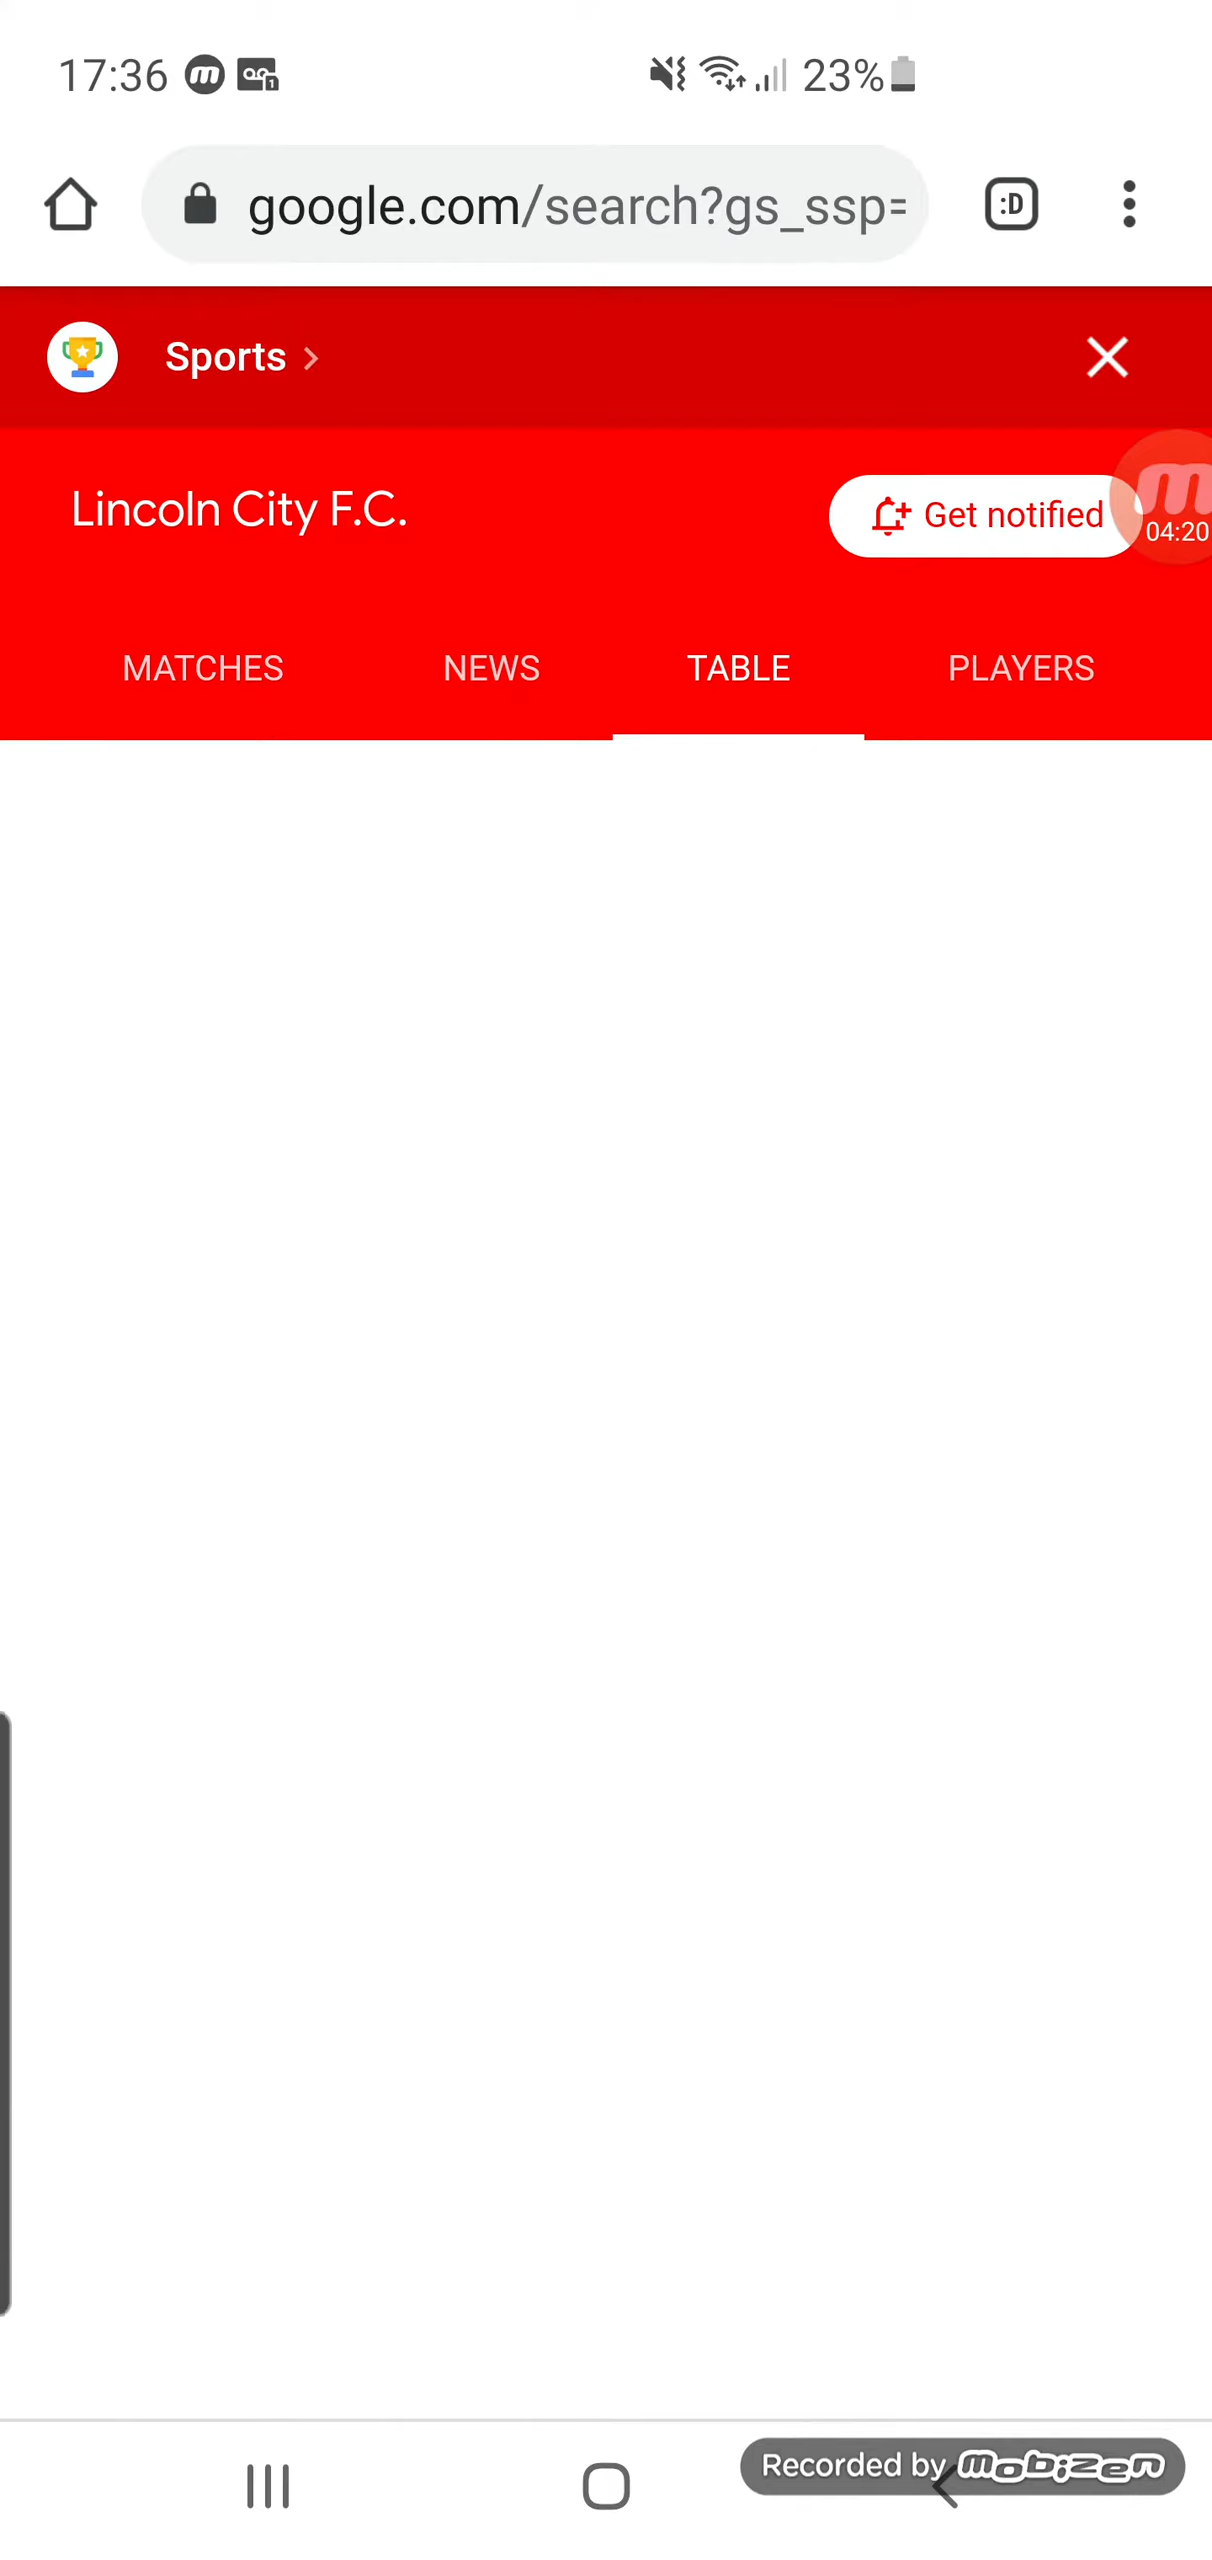 17:36 23%
google.com/search?gs_ssp=
:D
Sports
Lincoln City F.C.
Get notified
04:20
MATCHES NEWS TABLE PLAYERS
Recorded by mobizen